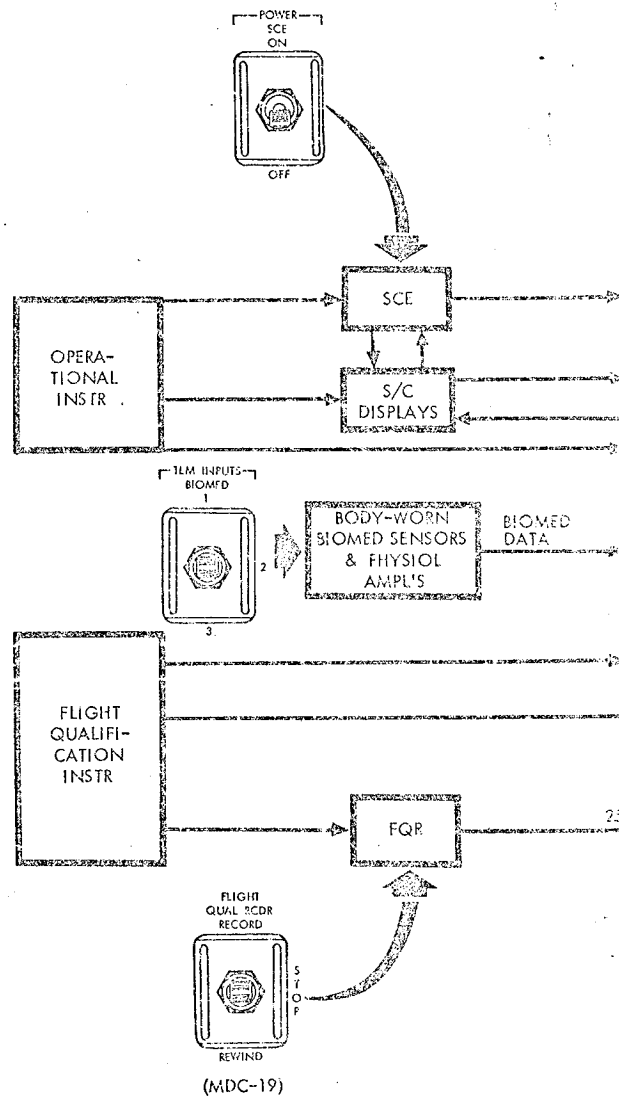 POWER
SCE
ON
OFF
SCE
OPERA-
TIONAL
INSTR
S/C
DISPLAYS
TLM INPUTS
BIOMED
1
2
3
BODY-WORN
BIOMED SENSORS
& PHYSIOL
AMPL'S
BIOMED
DATA
FLIGHT
QUALIFI-
CATION
INSTR
FQR
FLIGHT
QUAL RCDR
RECORD
STOP
REWIND
(MDC-19)